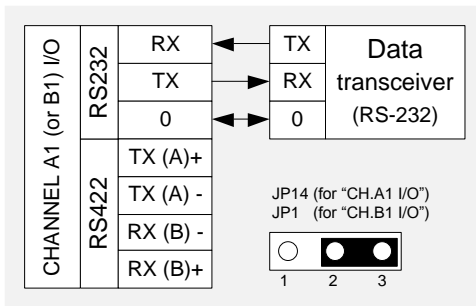 CHANNEL A1 (or B1) I/O
RS232
RX
TX
0
RS422
TX (A)+
TX (A) -
RX (B) -
RX (B)+
TX
RX
0
Data
transceiver
(RS-232)
JP14 (for “CH.A1 I/O”)
JP1 (for “CH.B1 I/O”)
1 2 3